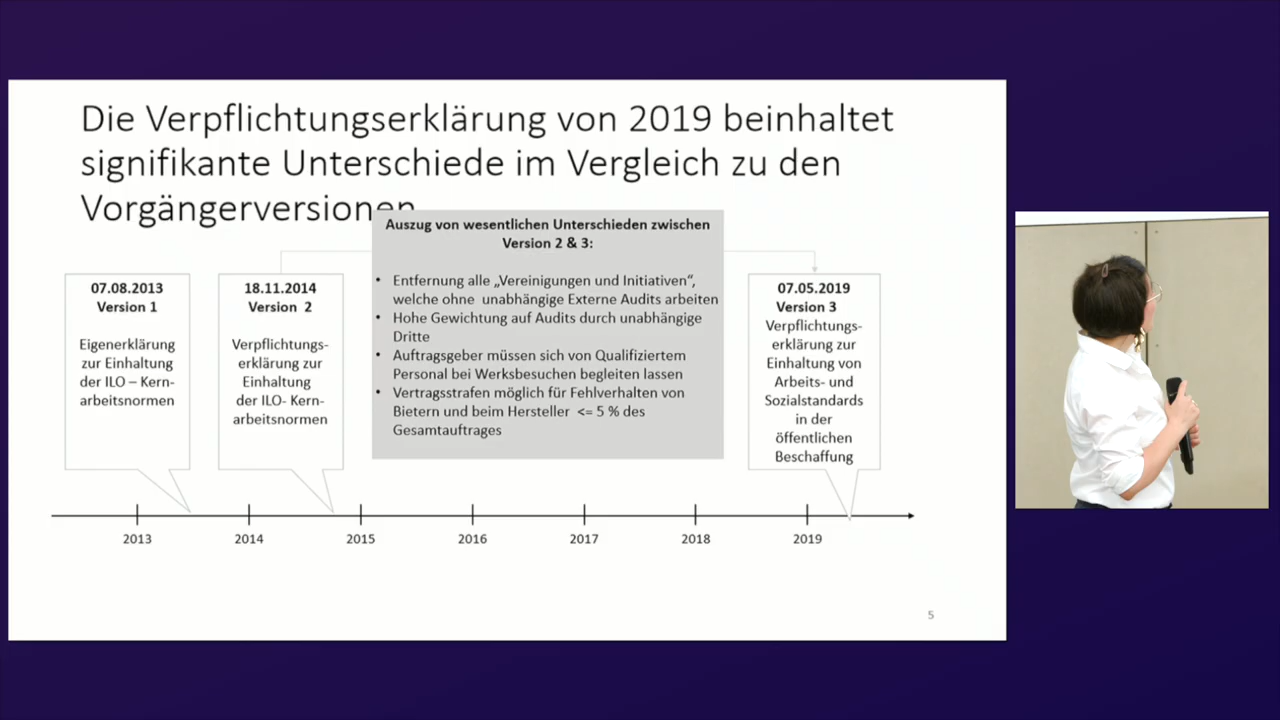 Die Verpflichtungserklärung von 2019 beinhaltet
signifikante Unterschiede im Vergleich zu den
Vorgängerversionen
07.08.2013
Version 1
Eigenerklärung
zur Einhaltung
der ILO – Kern-
arbeitsnormen
18.11.2014
Version 2
Verpflichtungs-
erklärung zur
Einhaltung
der ILO- Kern-
arbeitsnormen
Auszug von wesentlichen Unterschieden zwischen
Version 2 & 3:
• Entfernung alle „Vereinigungen und Initiativen“,
welche ohne unabhängige Externe Audits arbeiten
• Hohe Gewichtung auf Audits durch unabhängige
Dritte
• Auftragsgeber müssen sich von Qualifiziertem
Personal bei Werksbesuchen begleiten lassen
• Vertragsstrafen möglich für Fehlverhalten von
Bietern und beim Hersteller <= 5 % des
Gesamtauftrages
07.05.2019
Version 3
Verpflichtungs-
erklärung zur
Einhaltung von
Arbeits- und
Sozialstandards
in der
öffentlichen
Beschaffung
2013 2014 2015 2016 2017 2018 2019
5